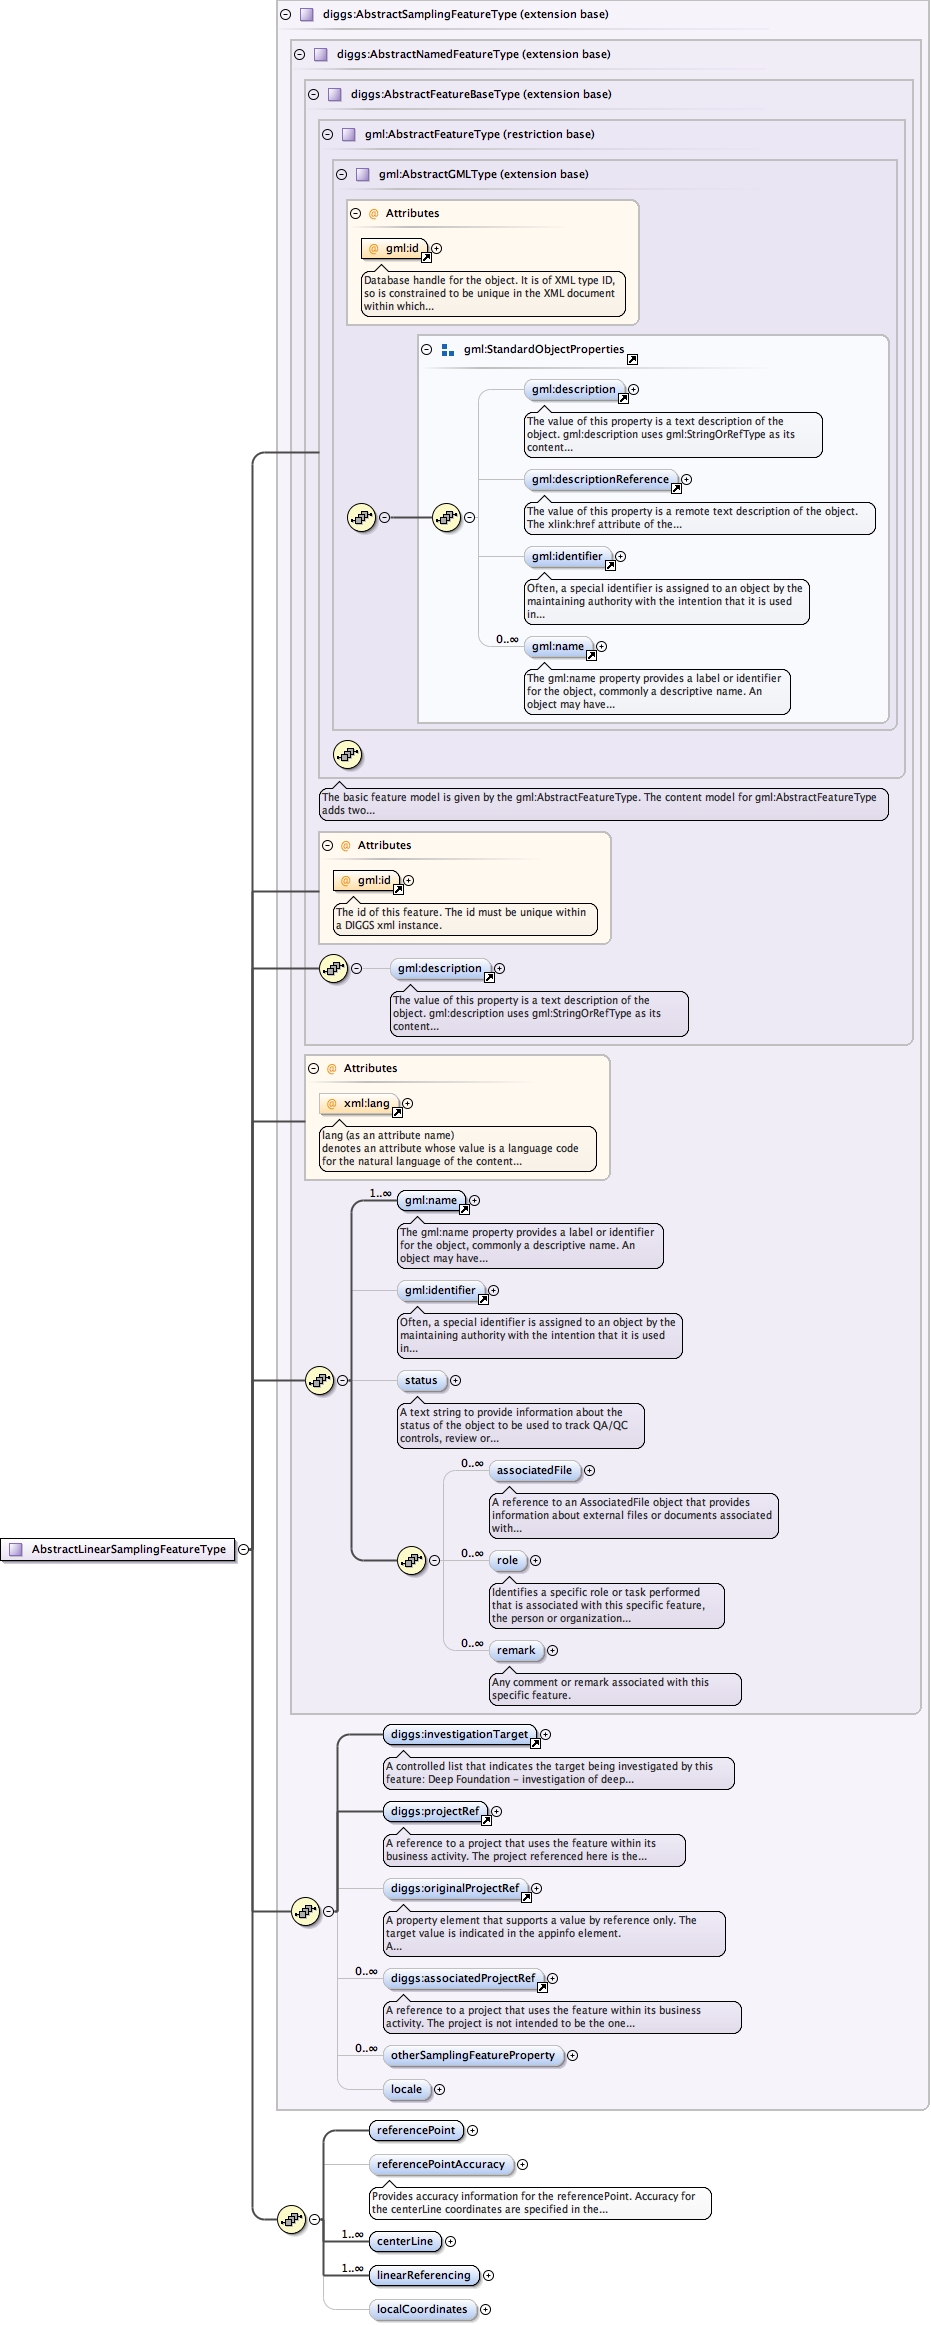 diggs:AbstractSamplingFeatureType (extension base)
diggs:AbstractNamedFeatureType (extension base)
diggs:AbstractFeatureBaseType (extension base)
gml:AbstractFeatureType (restriction base)
gml:AbstractGMLType (extension base)
@ Attributes
@ gml:id
Database handle for the object. It is of XML type ID,
so is constrained to be unique in the XML document
within which...
gml:StandardObjectProperties
gml:description
The value of this property is a text description of the
object. gml:description uses gml:StringOrRefType as its
content...
gml:descriptionReference
The value of this property is a remote text description of the object.
The xlink:href attribute of the...
gml:identifier
Often, a special identifier is assigned to an object by the
maintaining authority with the intention that it is used
in...
0..∞ gml:name
The gml:name property provides a label or identifier
for the object, commonly a descriptive name. An
object may have...
The basic feature model is given by the gml:AbstractFeatureType. The content model for gml:AbstractFeatureType
adds two...
@ Attributes
@ gml:id
The id of this feature. The id must be unique within
a DIGGS xml instance.
gml:description
The value of this property is a text description of the
object. gml:description uses gml:StringOrRefType as its
content...
@ Attributes
@ xml:lang
lang (as an attribute name)
denotes an attribute whose value is a language code
for the natural language of the content...
1..∞ gml:name
The gml:name property provides a label or identifier
for the object, commonly a descriptive name. An
object may have...
gml:identifier
Often, a special identifier is assigned to an object by the
maintaining authority with the intention that it is used
in...
status
A text string to provide information about the
status of the object to be used to track QA/QC
controls, review or...
0..∞ associatedFile
A reference to an AssociatedFile object that provides
information about external files or documents associated
with...
AbstractLinearSamplingFeatureType
0..∞ role
Identifies a specific role or task performed
that is associated with this specific feature,
the person or organization...
0..∞ remark
Any comment or remark associated with this
specific feature.
diggs:investigationTarget
A controlled list that indicates the target being investigated by this
feature: Deep Foundation - investigation of deep...
diggs:projectRef
A reference to a project that uses the feature within its
business activity. The project referenced here is the...
diggs:originalProjectRef
A property element that supports a value by reference only. The
target value is indicated in the appinfo element.
A...
0..∞ diggs:associatedProjectRef
A reference to a project that uses the feature within its business
activity. The project is not intended to be the one...
0..∞ otherSamplingFeatureProperty
locale
referencePoint
referencePointAccuracy
Provides accuracy information for the referencePoint. Accuracy for
the centerLine coordinates are specified in the...
1..∞ centerLine
1..∞ linearReferencing
localCoordinates